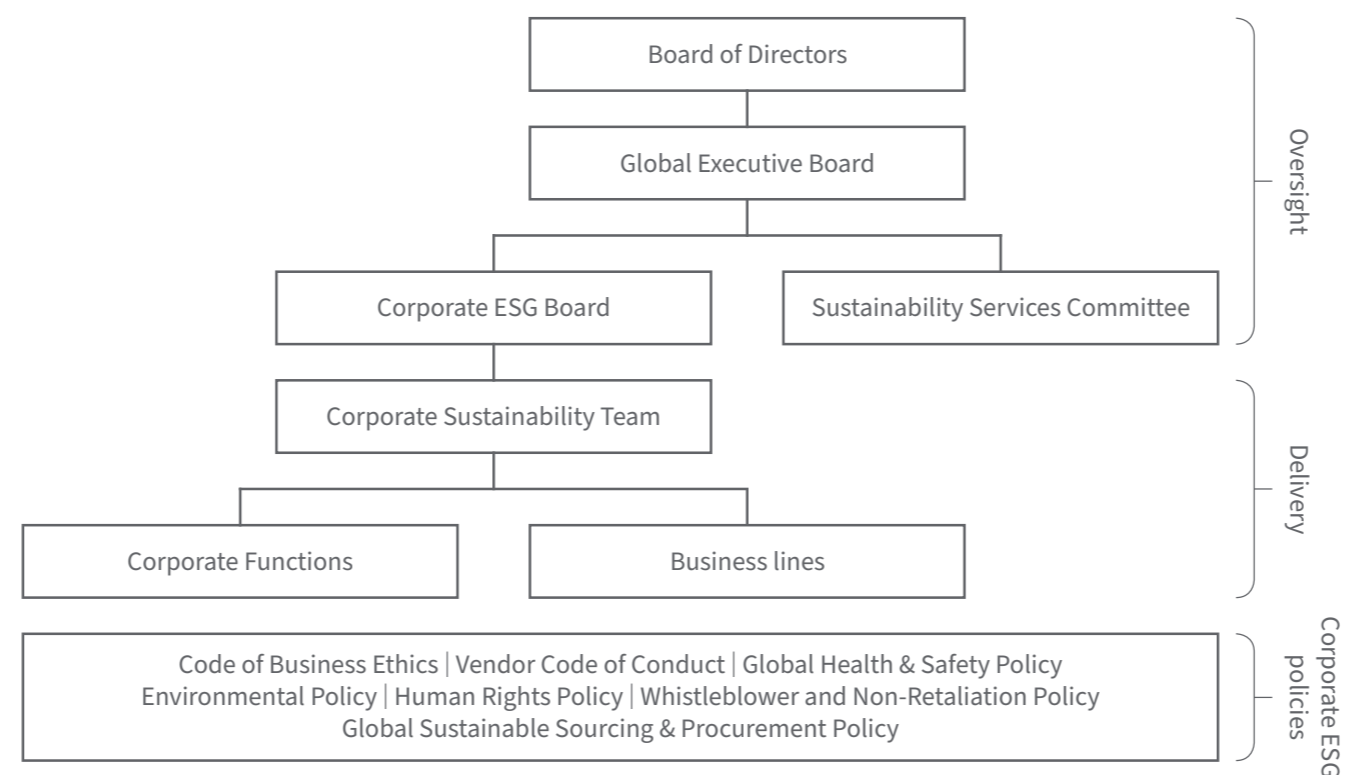 Board of Directors
Global Executive Board
Oversight
Corporate ESG Board
Sustainability Services Committee
Corporate Sustainability Team
Delivery
Corporate Functions
Business lines
Code of Business Ethics | Vendor Code of Conduct | Global Health & Safety Policy
Environmental Policy | Human Rights Policy | Whistleblower and Non-Retaliation Policy
Global Sustainable Sourcing & Procurement Policy
Corporate ESG
policies